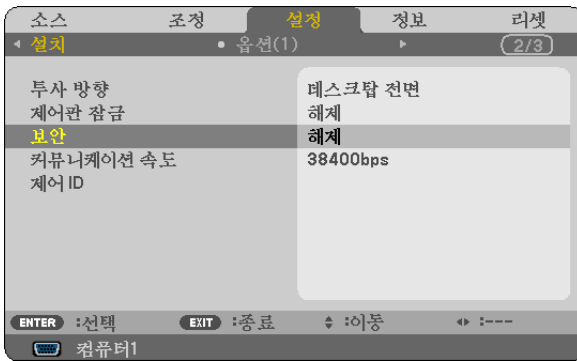 소스 조정 설정 정보 리셋
설치 • 옵션(1) 2/3
투사 방향 데스크탑 전면
제어판 잠금 해제
보안 해제
커뮤니케이션 속도 38400bps
제어 ID
ENTER :선택 EXIT :종료 :이동 :---
컴퓨터1